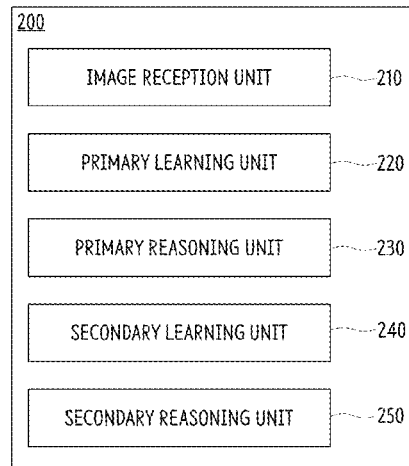 200
IMAGE RECEPTION UNIT 210
PRIMARY LEARNING UNIT 220
PRIMARY REASONING UNIT 230
SECONDARY LEARNING UNIT 240
SECONDARY REASONING UNIT 250